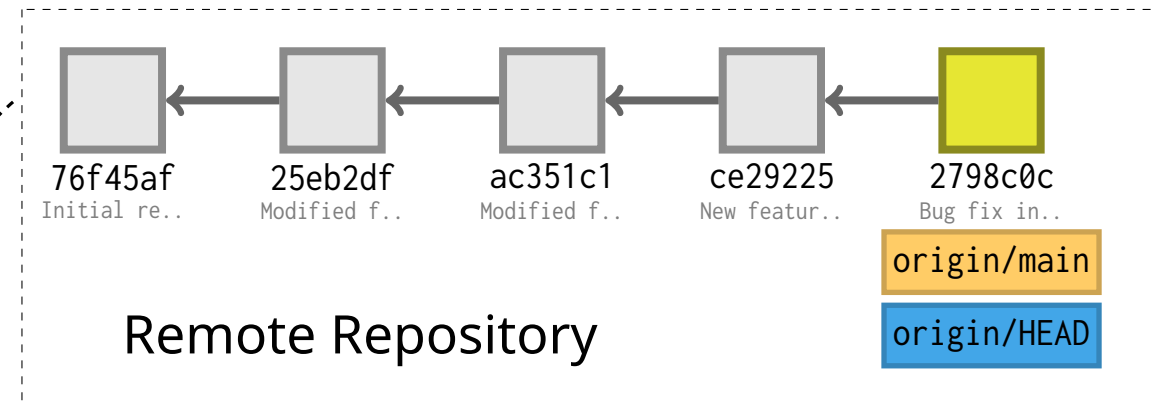 76f45af 25eb2df ac351c1 ce29225 2798c0c
Initial re.. Modified f.. Modified f.. New featur.. Bug fix in..
origin/main
Remote Repository
origin/HEAD